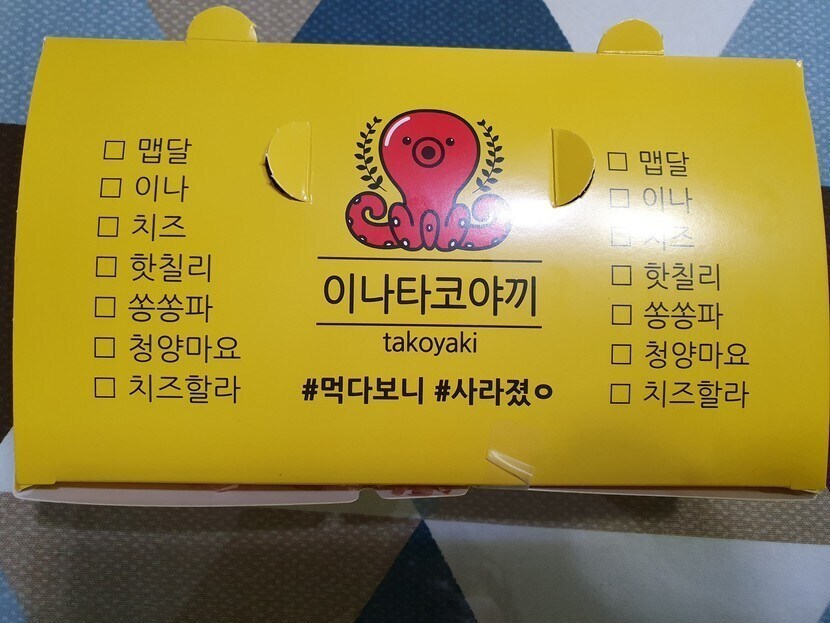 ☐ 맵달
☐ 이나
☐ 치즈
☐ 핫칠리
☐ 쏭쏭파
☐ 청양마요
☐ 치즈할라
이나타코야끼
takoyaki
#먹다보니 #사라졌ㅇ
☐ 맵달
☐ 이나
☐ 치즈
☐ 핫칠리
☐ 쏭쏭파
☐ 청양마요
☐ 치즈할라